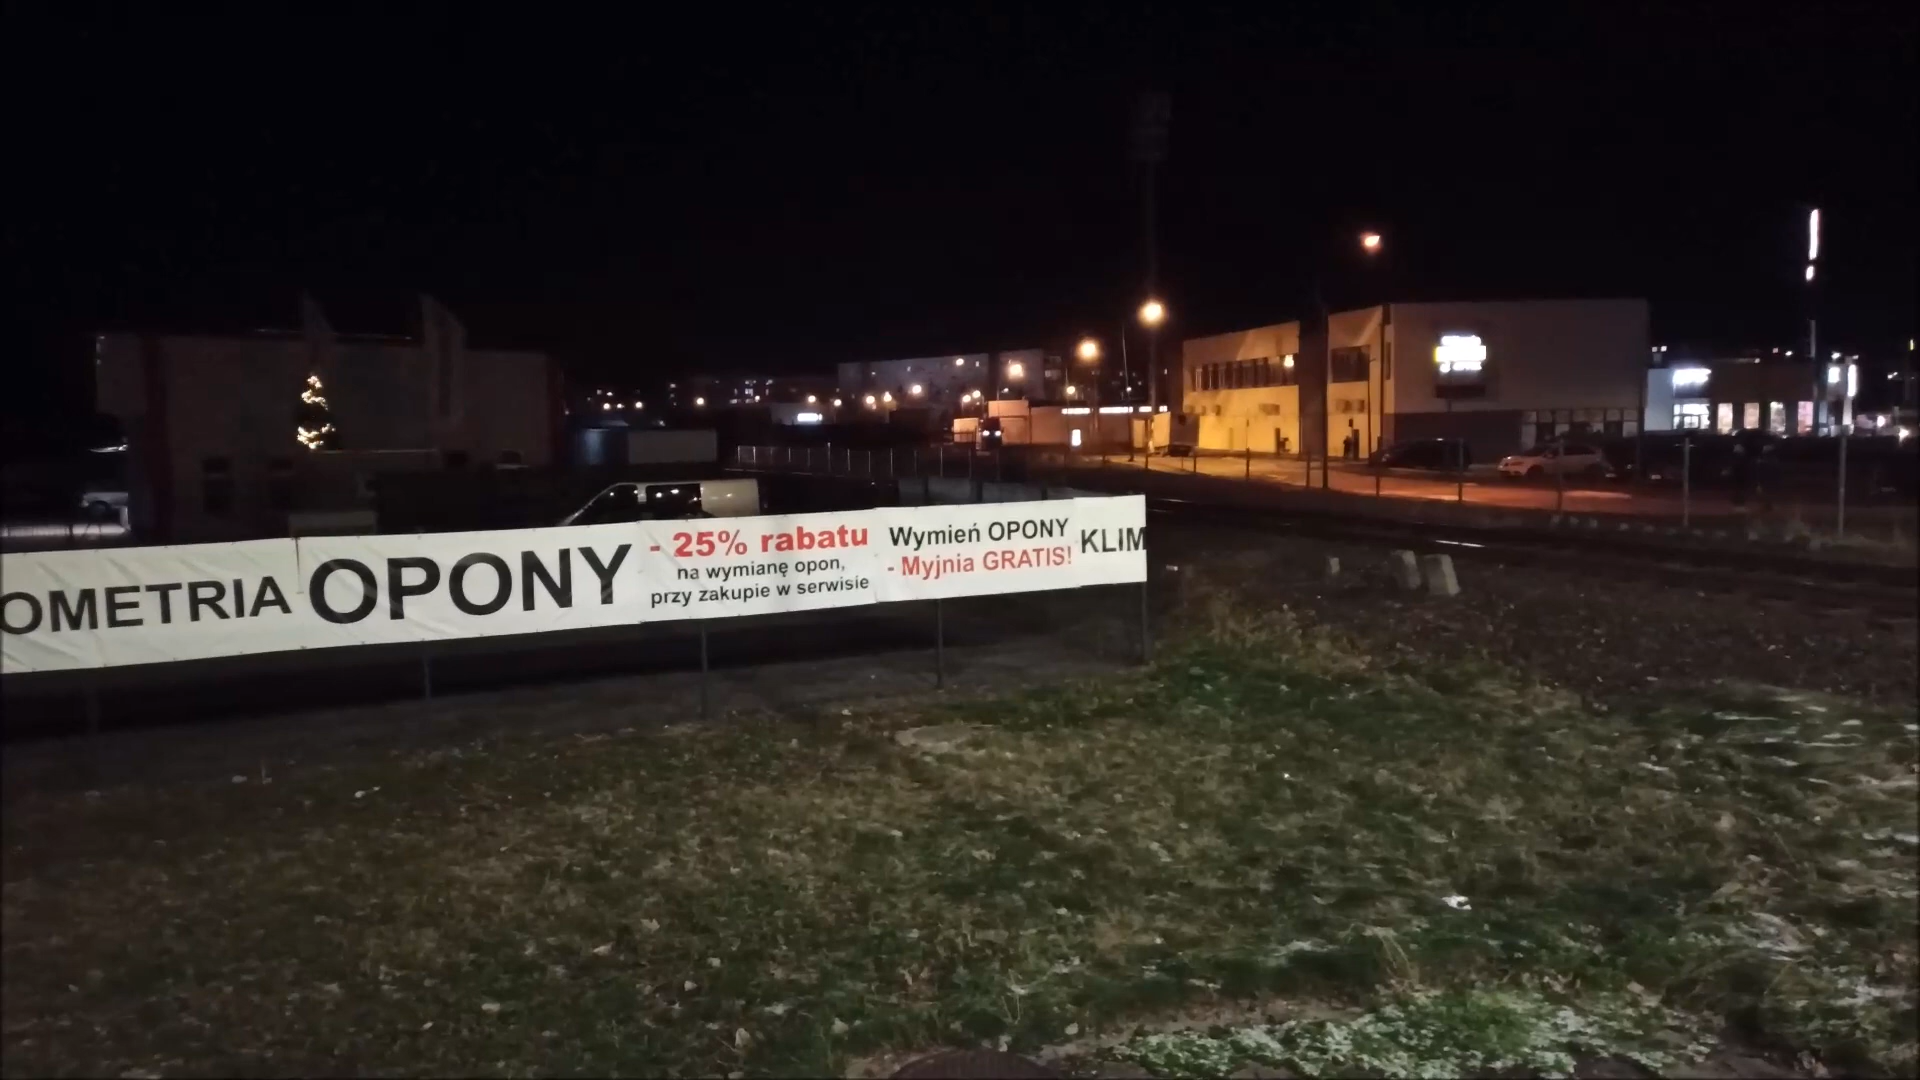 OMETRIA
OPONY
- 25% rabatu
na wymianę opon,
przy zakupie w serwisie
Wymień OPONY
- Myjnia GRATIS!
KLIM